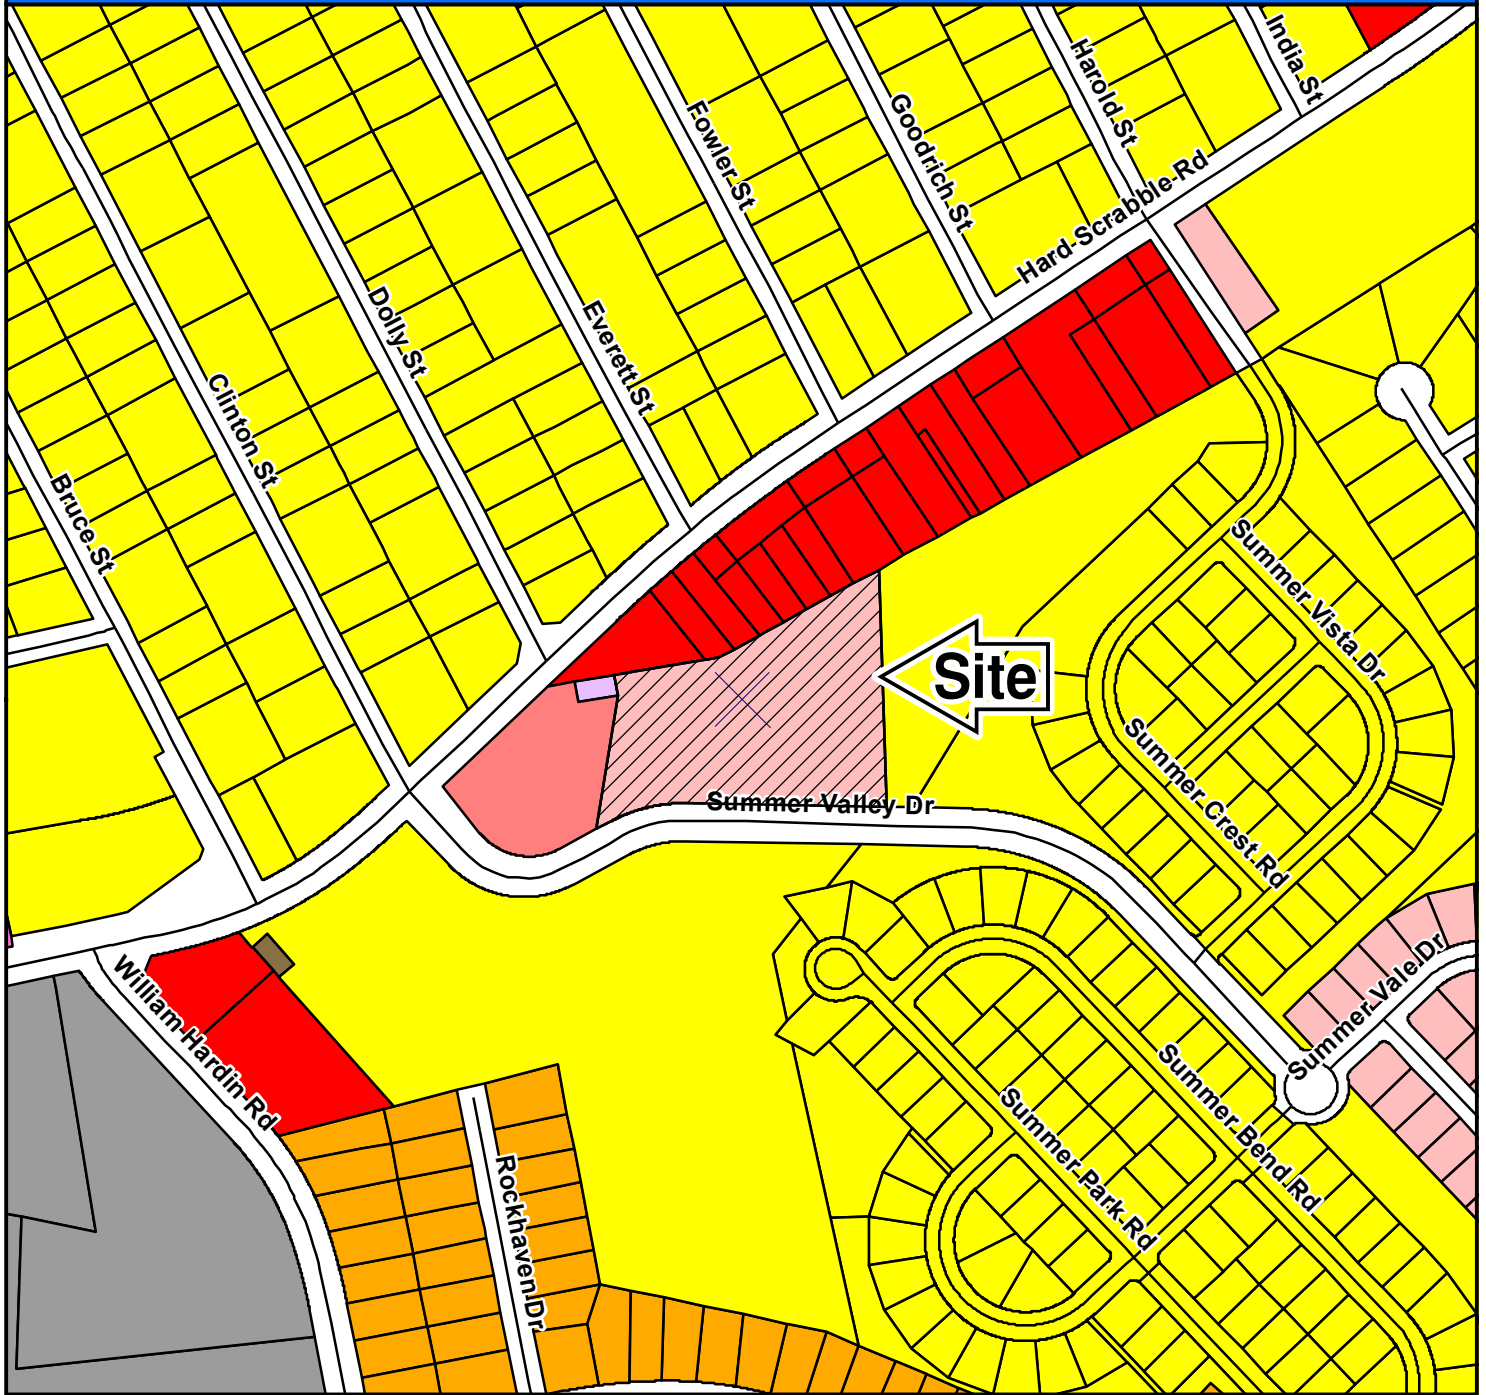 India St
Harold St
Goodrich St
Fowler St
Hard Scrabble Rd
Everett St
Dolly St
Clinton St
Bruce St
Summer Vista Dr
Site
Summer Crest Rd
Summer Valley Dr
Summer Vale Dr
William Hardin Rd
Summer Bend Rd
Summer Park Rd
Rockhaven Dr